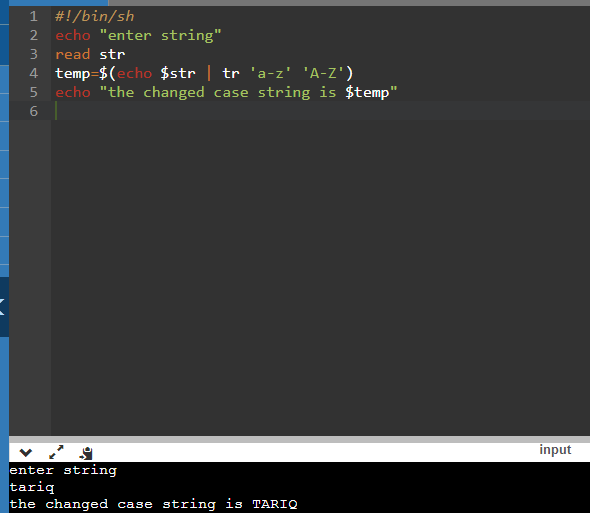 1 #!/bin/sh
2 echo "enter string"
3 read str
4 temp=$(echo $str | tr 'a-z' 'A-Z')
5 echo "the changed case string is $temp"
6
input
enter string
tariq
the changed case string is TARIQ